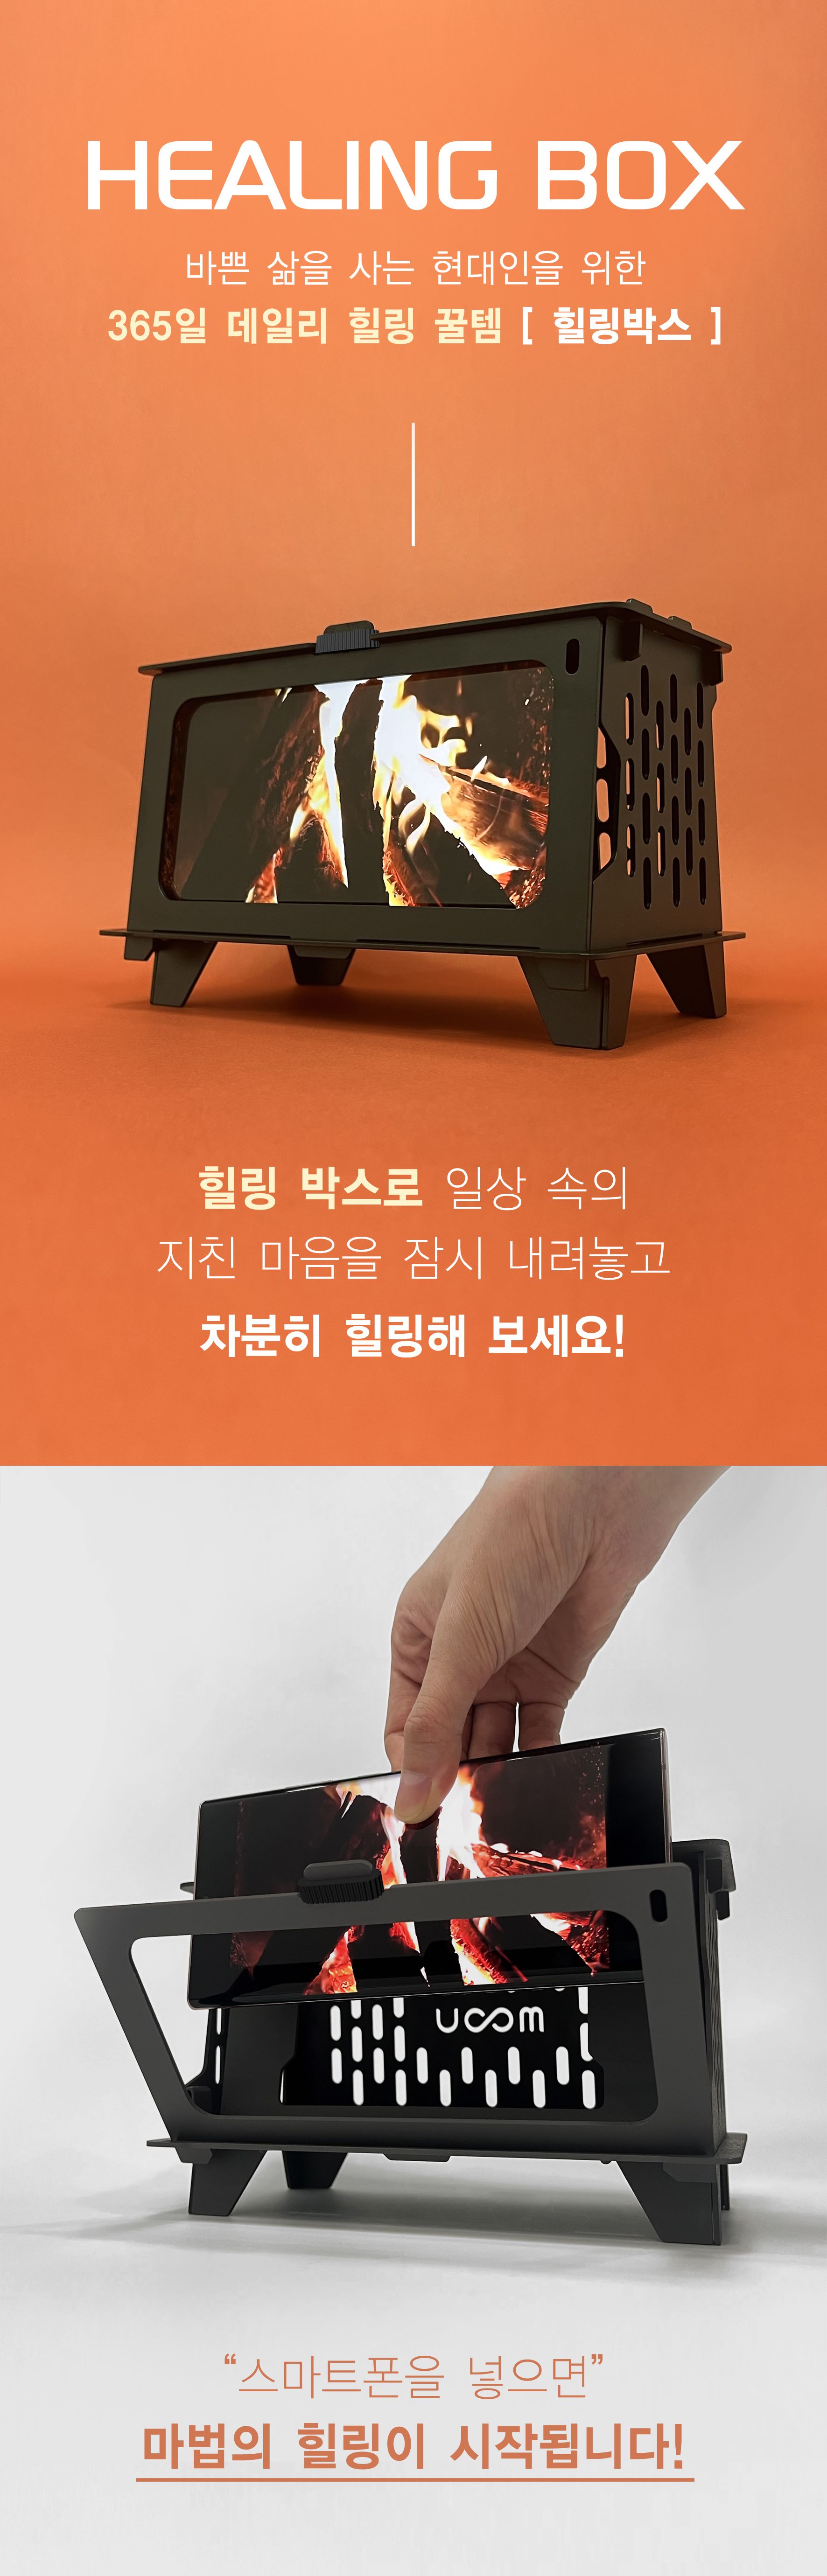 HEALING BOX
바쁜 삶을 사는 현대인을 위한
365일 데일리 힐링 꿀템 [ 힐링박스 ]
힐링 박스로 일상 속의
지친 마음을 잠시 내려놓고
차분히 힐링해 보세요!
uoom
“스마트폰을 넣으면”
마법의 힐링이 시작됩니다!